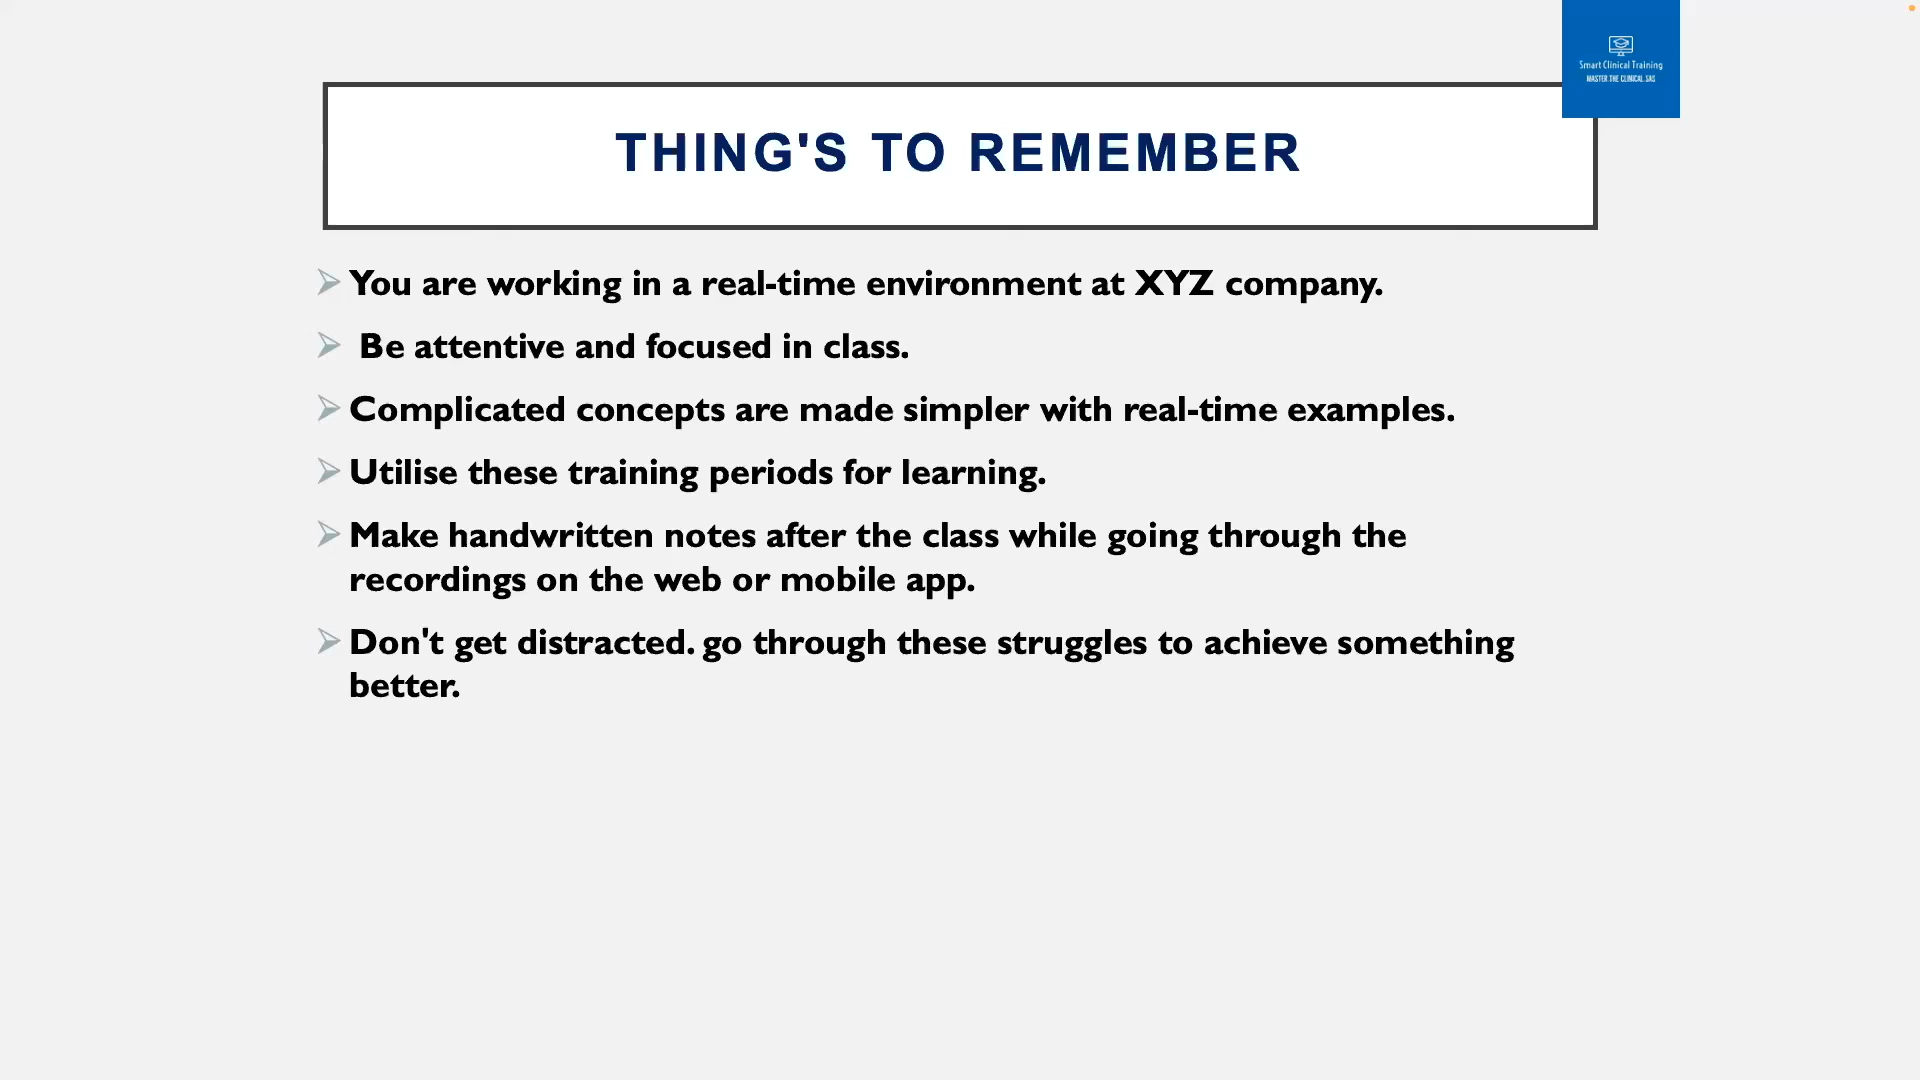 Smart Clinical Training
MASTER THE CLINICAL SAS
THING'S TO REMEMBER
You are working in a real-time environment at XYZ company.
Be attentive and focused in class.
Complicated concepts are made simpler with real-time examples.
Utilise these training periods for learning.
Make handwritten notes after the class while going through the
recordings on the web or mobile app.
Don't get distracted. go through these struggles to achieve something
better.